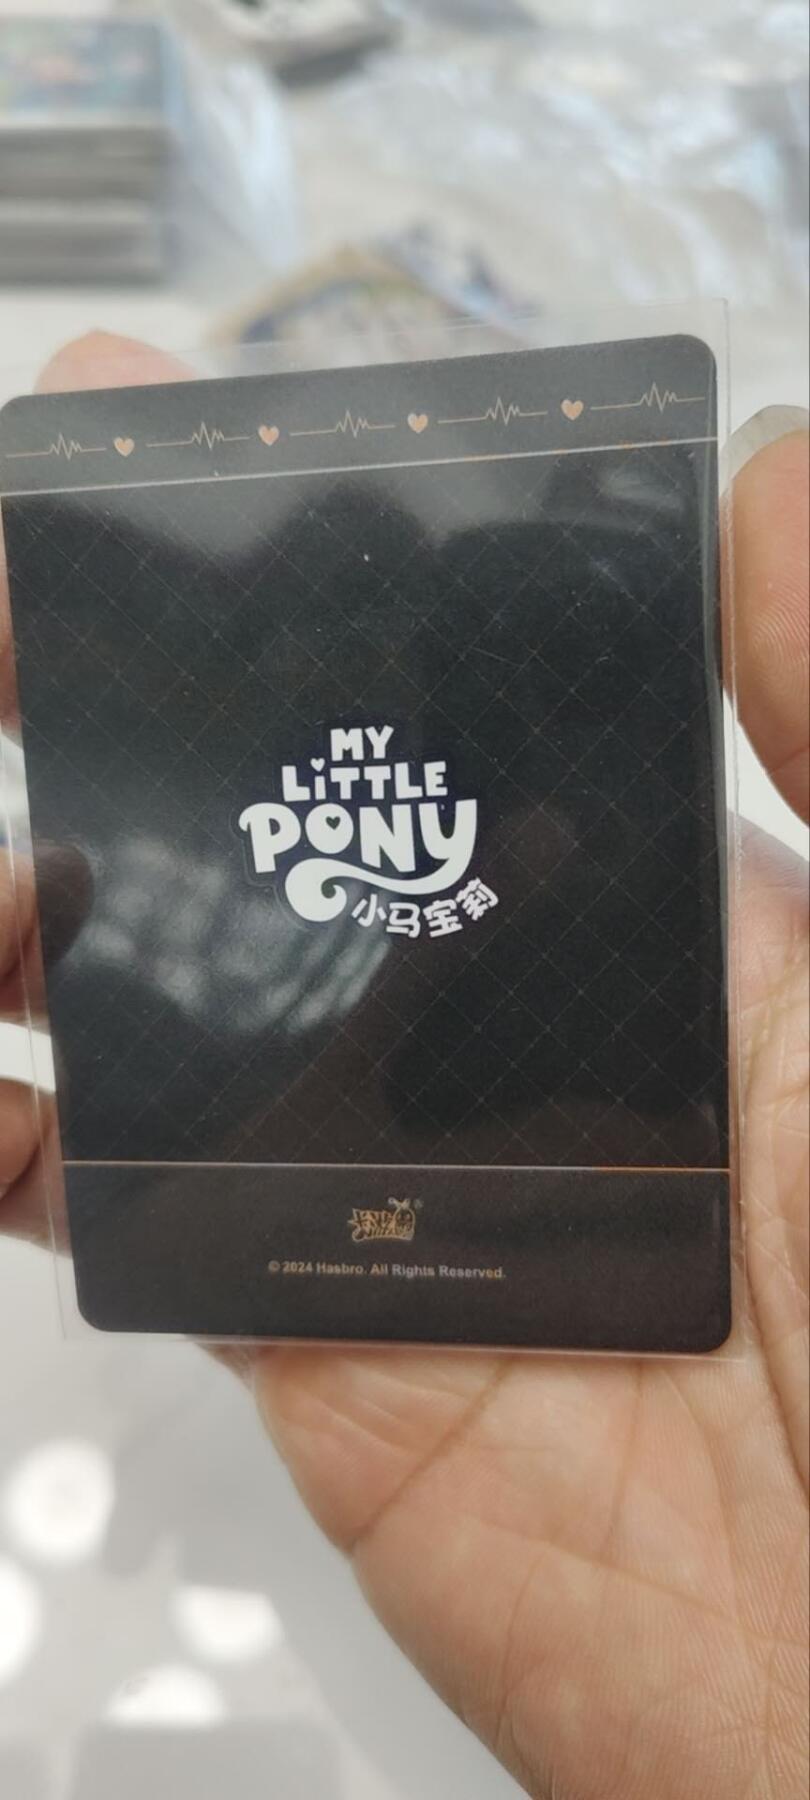 MY
LiTTLE
PONY
小马宝莉
© 2024 Hasbro. All Rights Reserved.